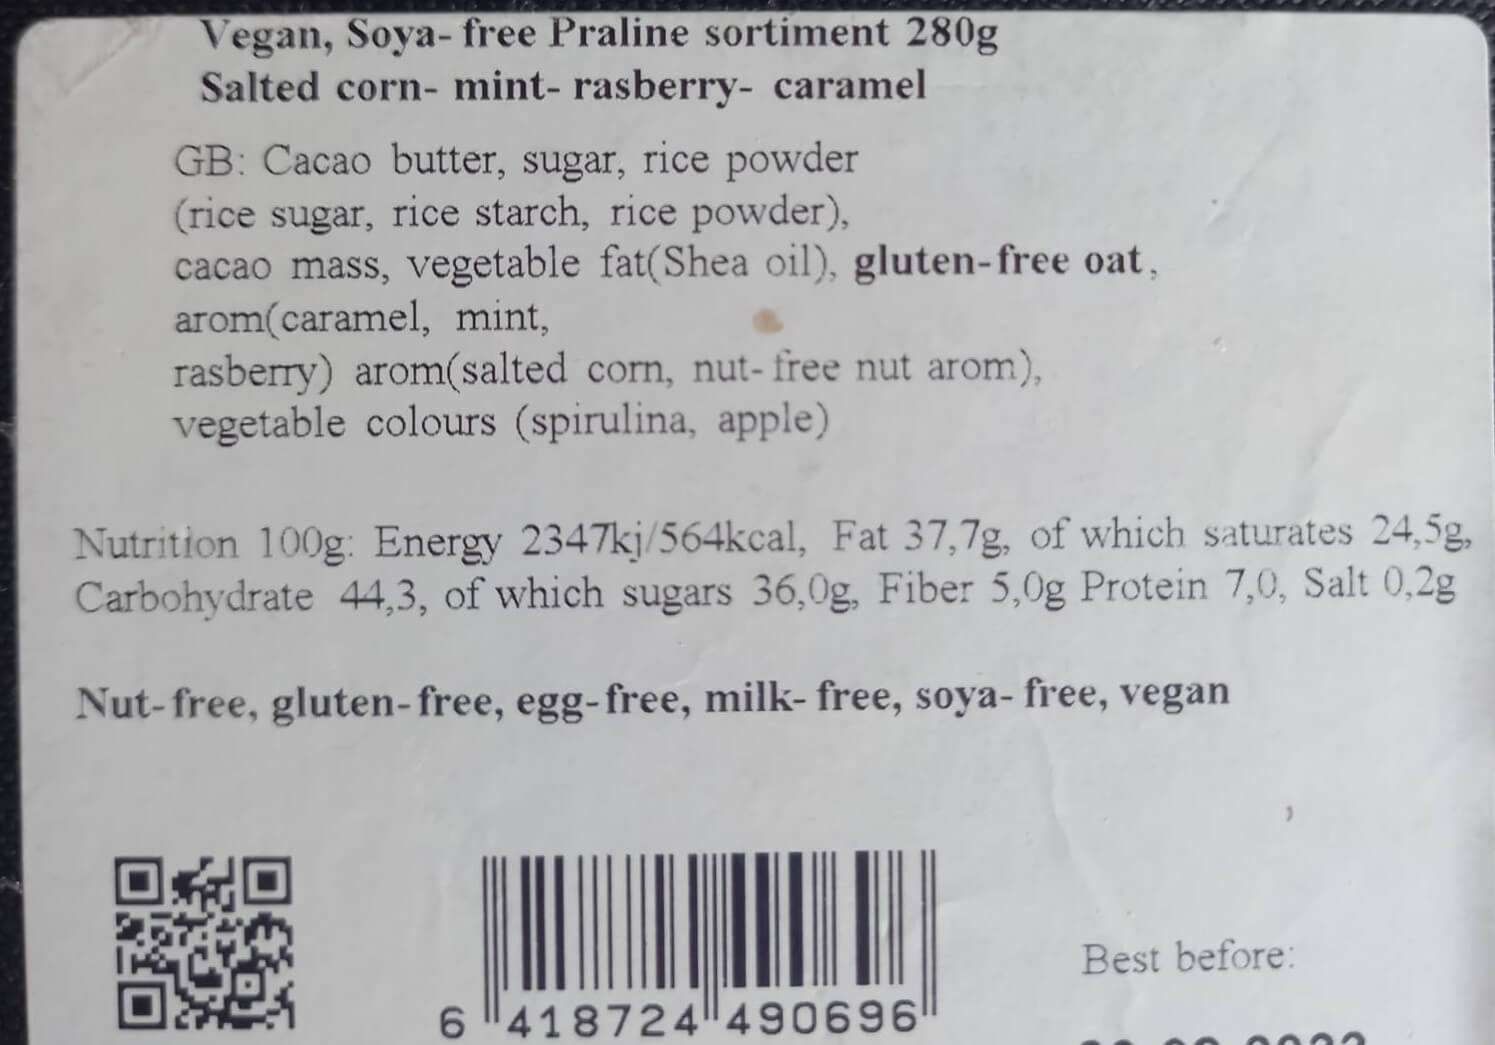 Vegan, Soya-free Praline sortiment 280g
Salted corn- mint- rasberry- caramel
GB: Cacao butter, sugar, rice powder
(rice sugar, rice starch, rice powder),
cacao mass, vegetable fat(Shea oil), gluten-free oat,
arom(caramel, mint,
rasberry) arom(salted corn, nut-free nut arom),
vegetable colours (spirulina, apple)
Nutrition 100g: Energy 2347kj/564kcal, Fat 37,7g, of which saturates 24,5g,
Carbohydrate 44,3, of which sugars 36,0g, Fiber 5,0g Protein 7,0, Salt 0,2g
Nut-free, gluten-free, egg-free, milk-free, soya-free, vegan
Best before:
6 418724 490696